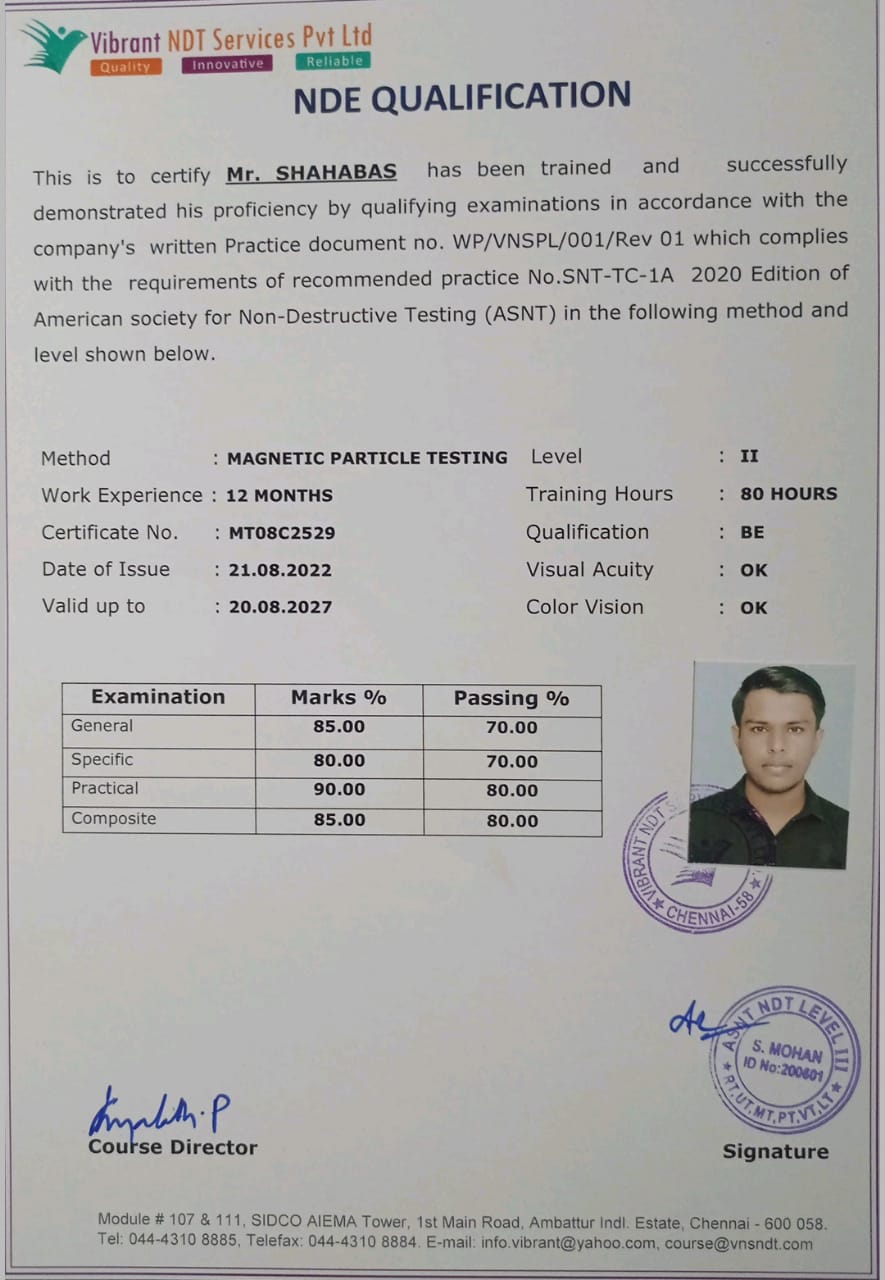 Vibrant NDT Services Pvt Ltd
Quality Innovative Reliable
NDE QUALIFICATION
This is to certify Mr. SHAHABAS has been trained and successfully
demonstrated his proficiency by qualifying examinations in accordance with the
company's written Practice document no. WP/VNSPL/001/Rev 01 which complies
with the requirements of recommended practice No.SNT-TC-1A 2020 Edition of
American society for Non-Destructive Testing (ASNT) in the following method and
level shown below.
Method : MAGNETIC PARTICLE TESTING Level : II
Work Experience : 12 MONTHS Training Hours : 80 HOURS
Certificate No. : MT08C2529 Qualification : BE
Date of Issue : 21.08.2022 Visual Acuity : OK
Valid up to : 20.08.2027 Color Vision : OK
Examination Marks % Passing %
General 85.00 70.00
Specific 80.00 70.00
Practical 90.00 80.00
Composite 85.00 80.00
VIBRANT NDT
CHENNAI-58
ASNT NDT LEVEL III
S. MOHAN
ID No:200601
RT,UT,MT,PT,VT,LT
Course Director
Signature
Module # 107 & 111, SIDCO AIEMA Tower, 1st Main Road, Ambattur Indl. Estate, Chennai - 600 058.
Tel: 044-4310 8885, Telefax: 044-4310 8884. E-mail: info.vibrant@yahoo.com, course@vnsndt.com